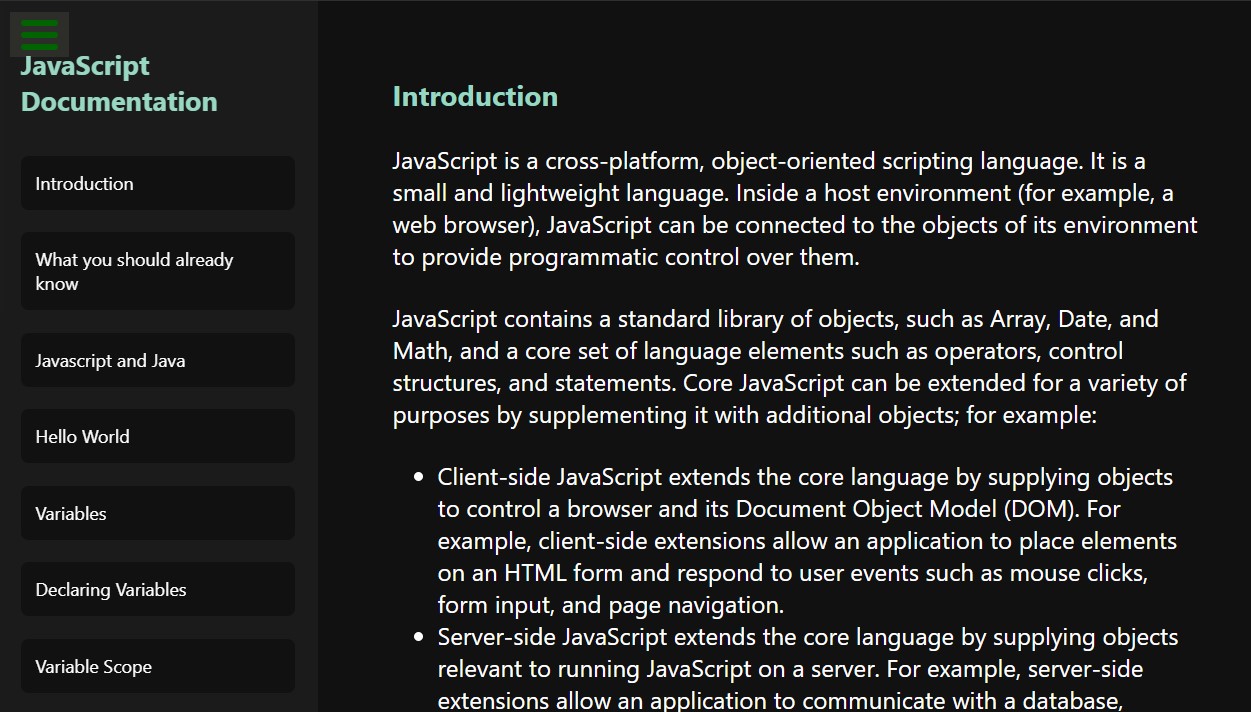 JavaScript
Documentation
Introduction
What you should already
know
Javascript and Java
Hello World
Variables
Declaring Variables
Variable Scope
Introduction
JavaScript is a cross-platform, object-oriented scripting language. It is a
small and lightweight language. Inside a host environment (for example, a
web browser), JavaScript can be connected to the objects of its environment
to provide programmatic control over them.
JavaScript contains a standard library of objects, such as Array, Date, and
Math, and a core set of language elements such as operators, control
structures, and statements. Core JavaScript can be extended for a variety of
purposes by supplementing it with additional objects; for example:
• Client-side JavaScript extends the core language by supplying objects
to control a browser and its Document Object Model (DOM). For
example, client-side extensions allow an application to place elements
on an HTML form and respond to user events such as mouse clicks,
form input, and page navigation.
• Server-side JavaScript extends the core language by supplying objects
relevant to running JavaScript on a server. For example, server-side
extensions allow an application to communicate with a database,